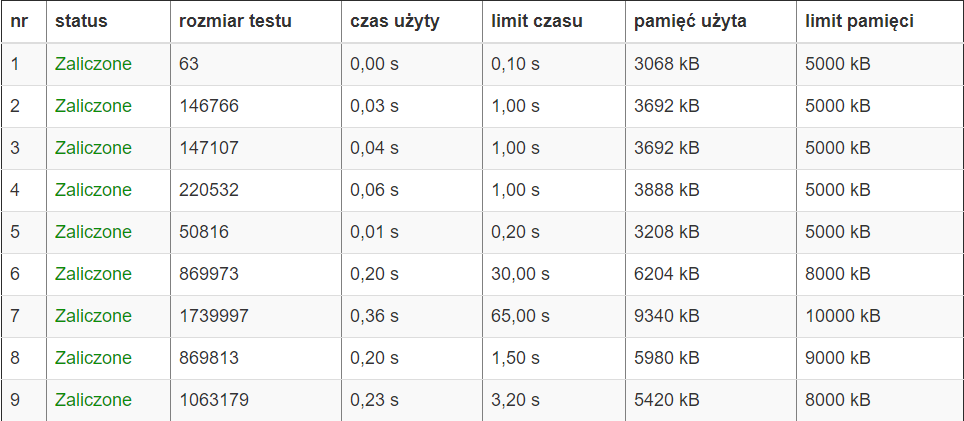 nr status rozmiar testu czas użyty limit czasu pamięć użyta limit pamięci
1 Zaliczone 63 0,00 s 0,10 s 3068 kB 5000 kB
2 Zaliczone 146766 0,03 s 1,00 s 3692 kB 5000 kB
3 Zaliczone 147107 0,04 s 1,00 s 3692 kB 5000 kB
4 Zaliczone 220532 0,06 s 1,00 s 3888 kB 5000 kB
5 Zaliczone 50816 0,01 s 0,20 s 3208 kB 5000 kB
6 Zaliczone 869973 0,20 s 30,00 s 6204 kB 8000 kB
7 Zaliczone 1739997 0,36 s 65,00 s 9340 kB 10000 kB
8 Zaliczone 869813 0,20 s 1,50 s 5980 kB 9000 kB
9 Zaliczone 1063179 0,23 s 3,20 s 5420 kB 8000 kB